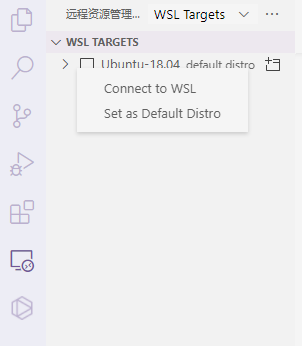 远程资源管理... WSL Targets
WSL TARGETS
Ubuntu-18.04 default distro
Connect to WSL
Set as Default Distro